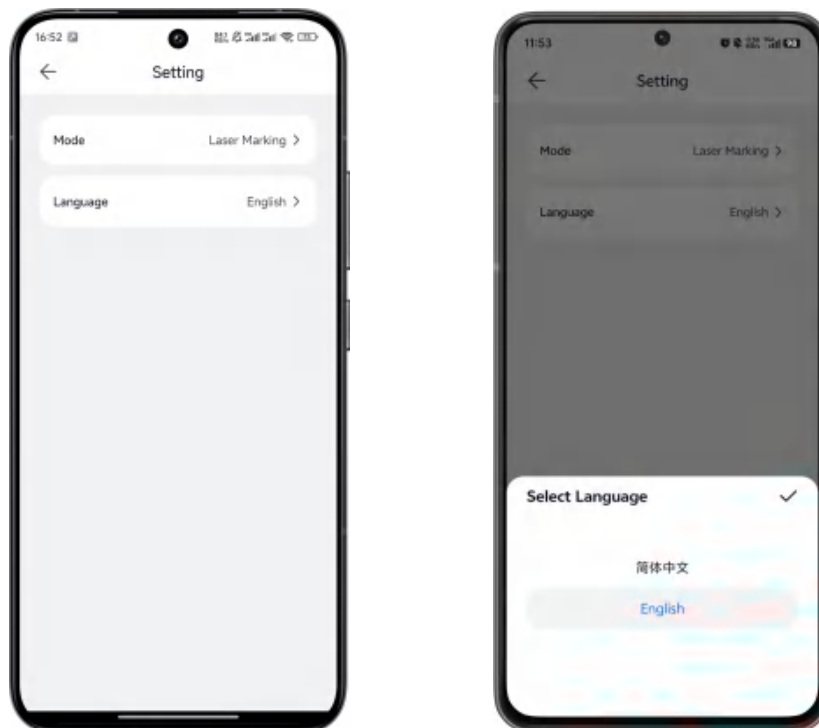 16:52
Setting
Mode
Laser Marking
Language
English
11:53
Setting
Mode
Laser Marking
Language
English
Select Language
简体中文
English